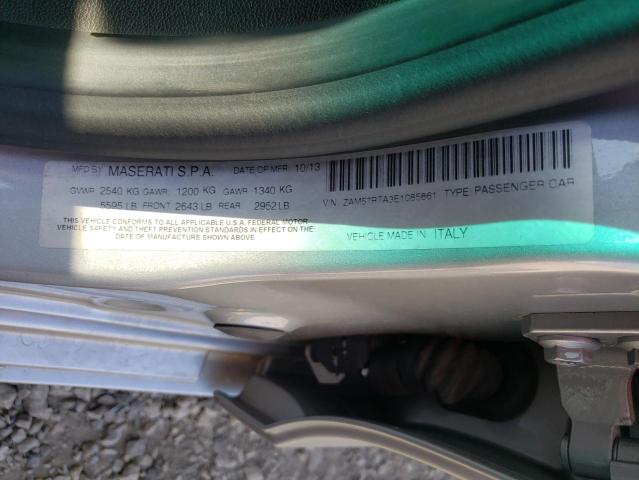 MFD BY MASERATI S.P.A. DATE OF MFR 10/13
GVWR 2540 KG GAWR 1200 KG GAWR 1340 KG
5595 LB FRONT 2643 LB REAR 2952 LB
THIS VEHICLE CONFORMS TO ALL APPLICABLE U.S.A. FEDERAL MOTOR
VEHICLE SAFETY AND THEFT PREVENTION STANDARDS IN EFFECT ON THE
DATE OF MANUFACTURE SHOWN ABOVE
V.I.N. ZAM57RTA3E1085861 TYPE PASSENGER CAR
VEHICLE MADE IN ITALY